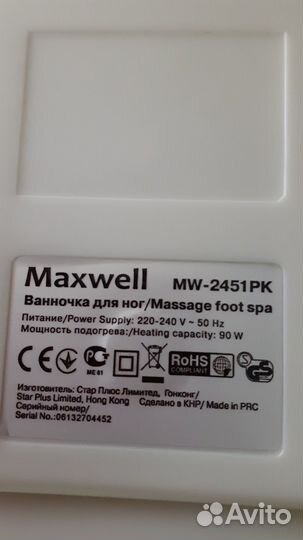 Maxwell MW-2451PK
Ванночка для ног/Massage foot spa
Питание/Power Supply: 220-240 V ~ 50 Hz
Мощность подогрева:/Heating capacity: 90 W
CE ME 61 RoHS COMPLIANT EAC
Изготовитель: Стар Плюс Лимитед, Гонконг/
Star Plus Limited, Hong Kong Сделано в КНР/ Made in PRC
Серийный номер/
Serial No.:06132704452
Avito